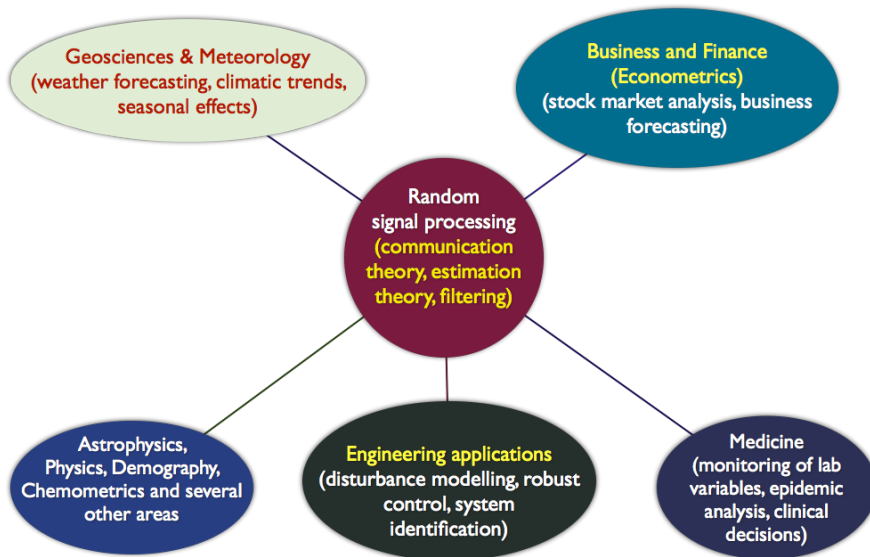 Geosciences & Meteorology
(weather forecasting, climatic trends,
seasonal effects)
Business and Finance
(Econometrics)
(stock market analysis, business
forecasting)
Random
signal processing
(communication
theory, estimation
theory, filtering)
Astrophysics,
Physics, Demography,
Chemometrics and several
other areas
Engineering applications
(disturbance modelling, robust
control, system
identification)
Medicine
(monitoring of lab
variables, epidemic
analysis, clinical
decisions)